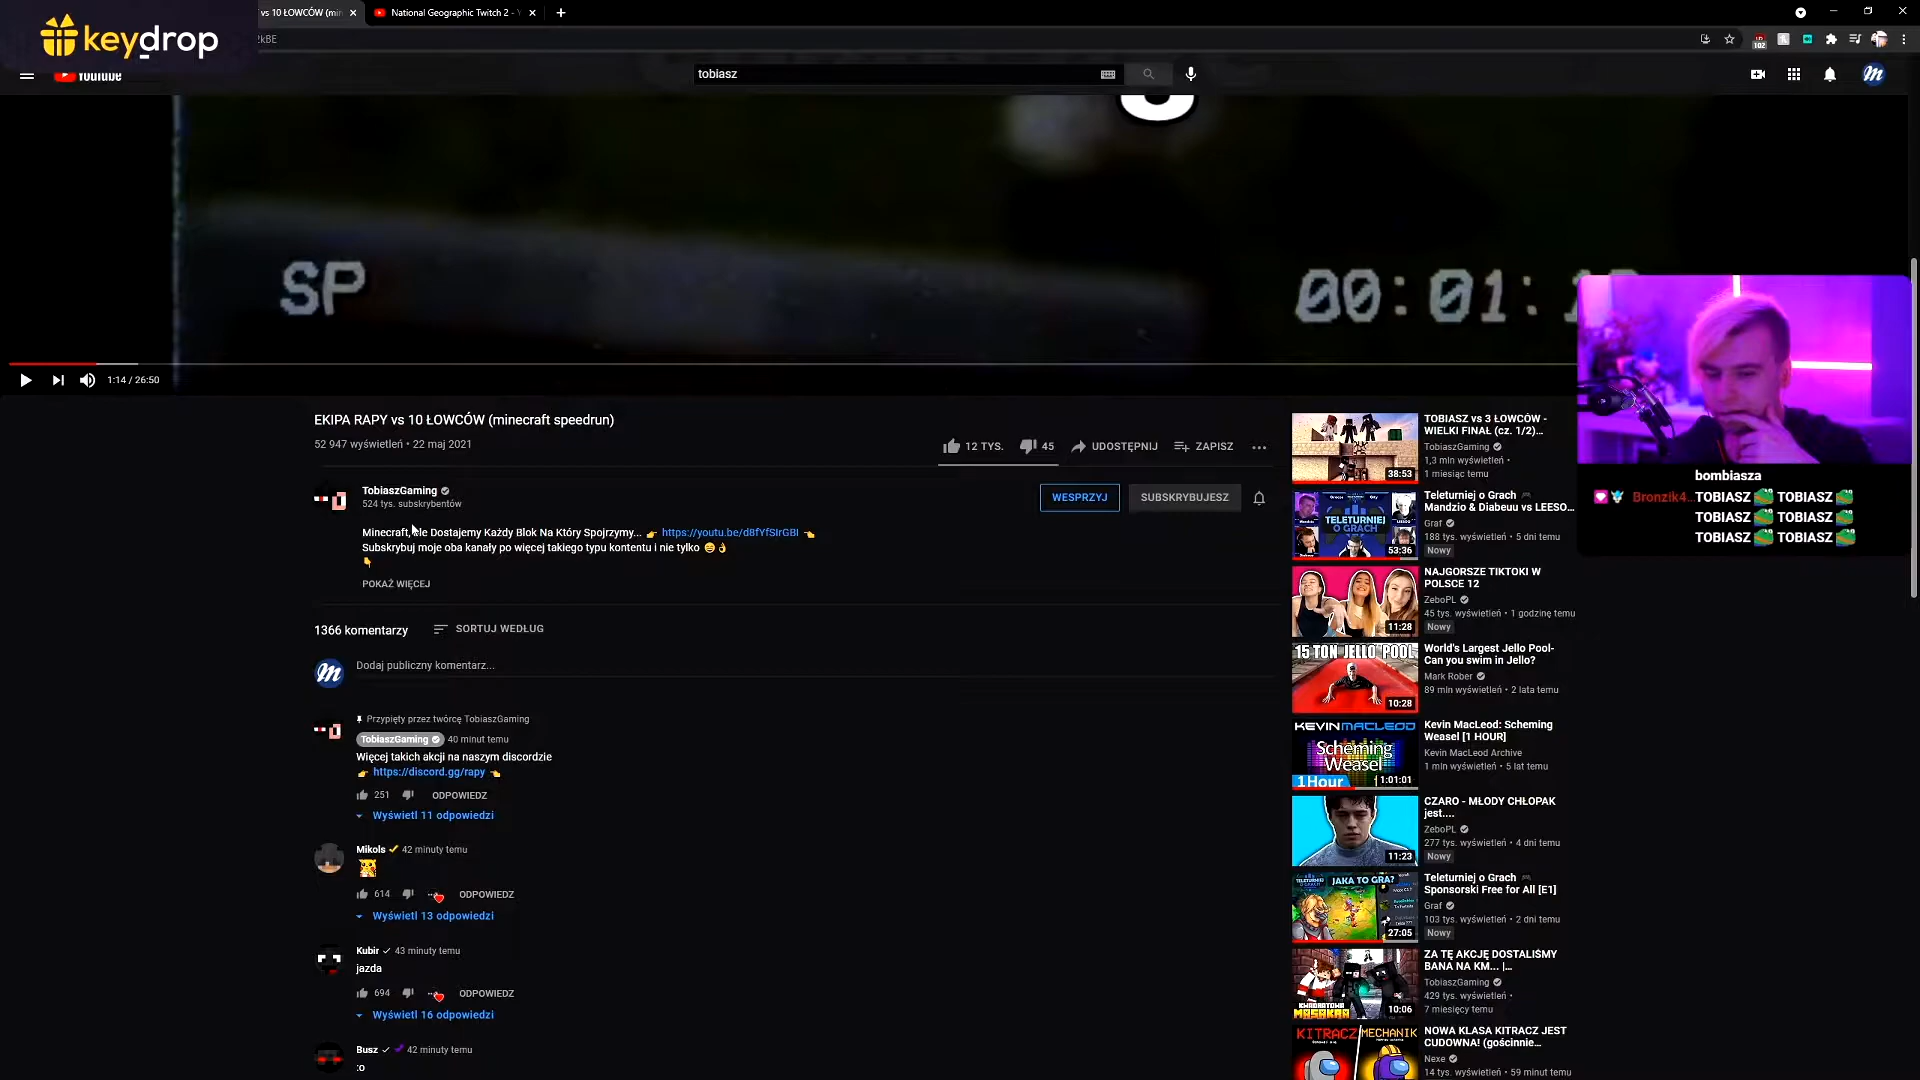 keydrop
vs 10 ŁOWCÓW (min
National Geographic Twitch 2 -
2kBE
102
YouTube
tobiasz
SP
00:01:1
1:14 / 26:50
EKIPA RAPY vs 10 ŁOWCÓW (minecraft speedrun)
52 947 wyświetleń • 22 maj 2021
12 TYS.
45
UDOSTĘPNIJ
ZAPISZ
TobiaszGaming
524 tys. subskrybentów
WESPRZYJ
SUBSKRYBUJESZ
Minecraft, Ale Dostajemy Każdy Blok Na Który Spojrzymy... 👉 https://youtu.be/d8fYfSIrGBI 👈
Subskrybuj moje oba kanały po więcej takiego typu kontentu i nie tylko 😄👌
👇
POKAŻ WIĘCEJ
1366 komentarzy
SORTUJ WEDŁUG
Dodaj publiczny komentarz...
Przypięty przez twórcę TobiaszGaming
TobiaszGaming
40 minut temu
Więcej takich akcji na naszym discordzie
👉 https://discord.gg/rapy 👈
251
ODPOWIEDZ
Wyświetl 11 odpowiedzi
Mikols
42 minuty temu
614
ODPOWIEDZ
Wyświetl 13 odpowiedzi
Kubir
43 minuty temu
jazda
694
ODPOWIEDZ
Wyświetl 16 odpowiedzi
Busz
42 minuty temu
:o
TOBIASZ vs 3 ŁOWCÓW -
WIELKI FINAŁ (cz. 1/2)...
TobiaszGaming
1,3 mln wyświetleń •
1 miesiąc temu
38:53
TELETURNIEJ
O GRACH
53:36
Teleturniej o Grach 🎮
Mandzio & Diabeuu vs LEESO...
Graf
188 tys. wyświetleń • 5 dni temu
Nowy
11:28
NAJGORSZE TIKTOKI W
POLSCE 12
ZeboPL
45 tys. wyświetleń • 1 godzinę temu
Nowy
15 TON JELLO POOL
10:28
World's Largest Jello Pool-
Can you swim in Jello?
Mark Rober
89 mln wyświetleń • 2 lata temu
KEVIN MACLEOD
Scheming
Weasel
1 Hour
1:01:01
Kevin MacLeod: Scheming
Weasel [1 HOUR]
Kevin MacLeod Archive
1 mln wyświetleń • 5 lat temu
11:23
CZARO - MŁODY CHŁOPAK
jest....
ZeboPL
277 tys. wyświetleń • 4 dni temu
Nowy
JAKA TO GRA?
27:05
Teleturniej o Grach 🎮
Sponsorski Free for All [E1]
Graf
103 tys. wyświetleń • 2 dni temu
Nowy
KWADRATOWA
MASAKRA
10:06
ZA TĘ AKCJĘ DOSTALIŚMY
BANA NA KM... |...
TobiaszGaming
429 tys. wyświetleń •
7 miesięcy temu
KITRACZ
MECHANIK
NOWA KLASA KITRACZ JEST
CUDOWNA! (gościnnie...
Nexe
14 tys. wyświetleń • 59 minut temu
bombiasza
Bronzik4...
TOBIASZ TOBIASZ
TOBIASZ TOBIASZ
TOBIASZ TOBIASZ